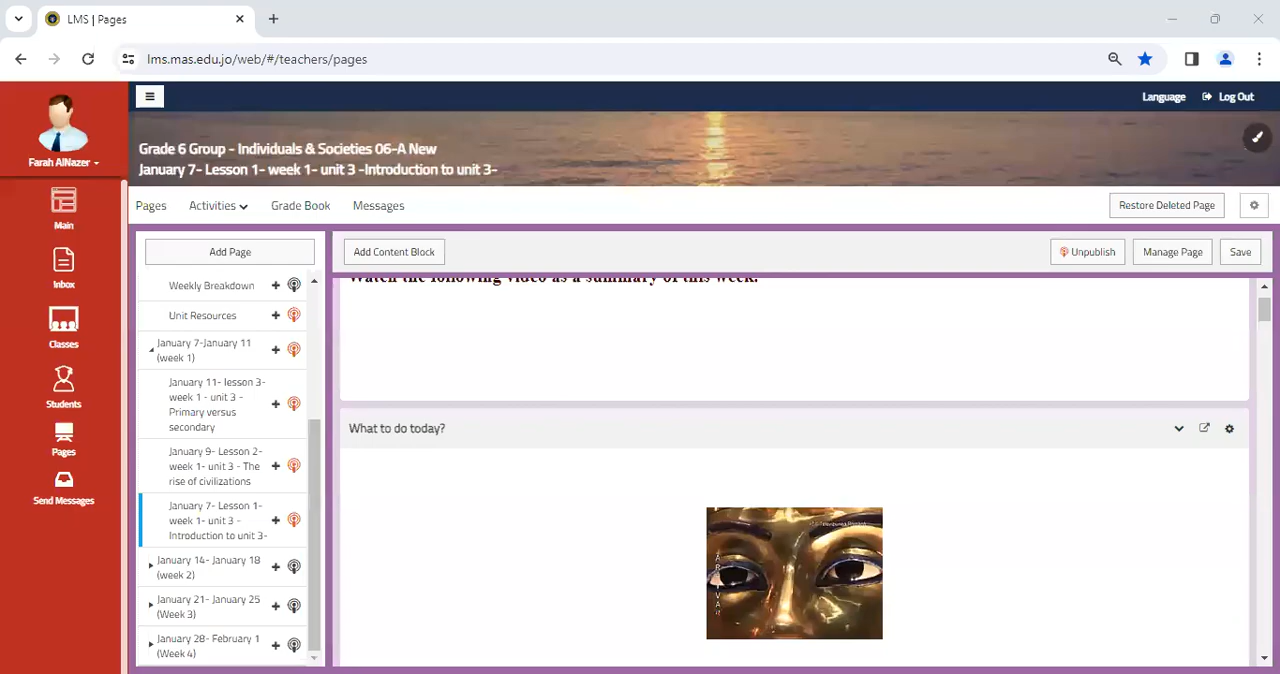 LMS | Pages
lms.mas.edu.jo/web/#/teachers/pages
Language
Log Out
Farah AlNazer
Grade 6 Group - Individuals & Societies 06-A New
January 7- Lesson 1- week 1- unit 3 -Introduction to unit 3-
Pages
Activities
Grade Book
Messages
Restore Deleted Page
Main
Inbox
Classes
Students
Pages
Send Messages
Add Page
Add Content Block
Unpublish
Manage Page
Save
Weekly Breakdown
Unit Resources
January 7-January 11
(week 1)
January 11- lesson 3-
week 1 - unit 3 -
Primary versus
secondary
January 9- Lesson 2-
week 1- unit 3 - The
rise of civilizations
January 7- Lesson 1-
week 1- unit 3 -
Introduction to unit 3-
January 14- January 18
(week 2)
January 21- January 25
(Week 3)
January 28- February 1
(Week 4)
Watch the following video as a summary of this week.
What to do today?